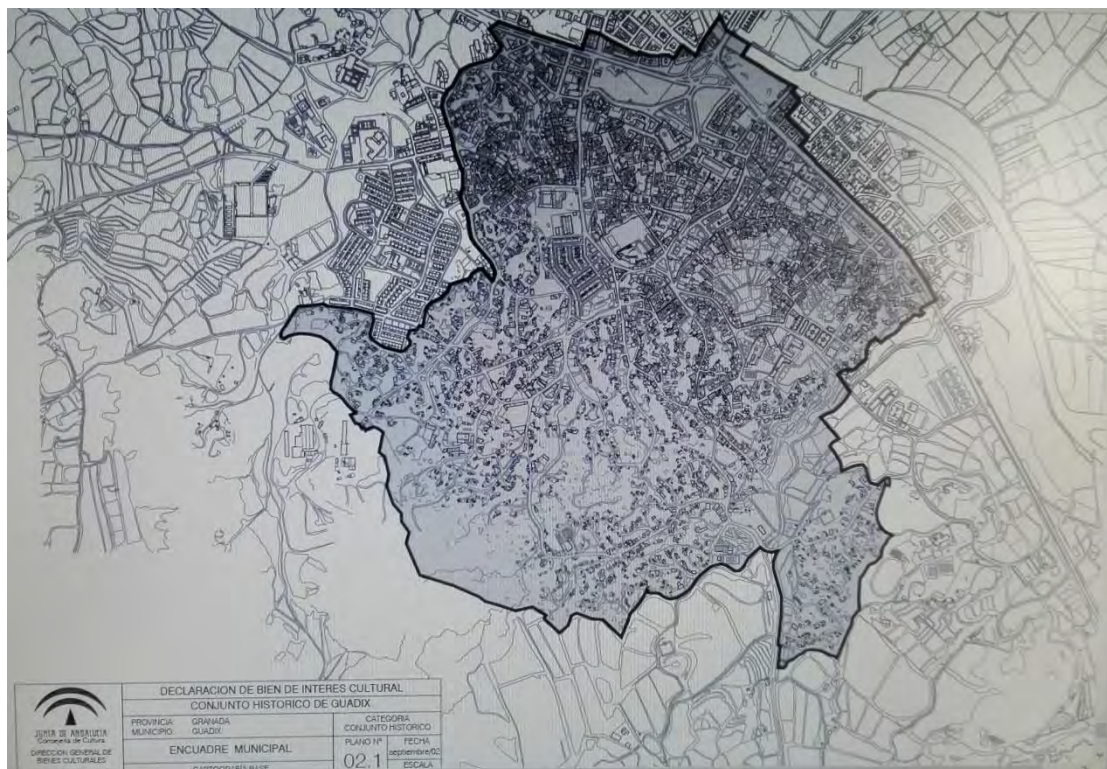 DECLARACION DE BIEN DE INTERES CULTURAL
CONJUNTO HISTORICO DE GUADIX
JUNTA DE ANDALUCIA
Consejería de Cultura
DIRECCION GENERAL DE
BIENES CULTURALES
PROVINCIA: GRANADA
MUNICIPIO: GUADIX
CATEGORIA
CONJUNTO HISTORICO
ENCUADRE MUNICIPAL
PLANO Nº
02.1
FECHA
septiembre/02
ESCALA
CARTOGRAFIA BASE